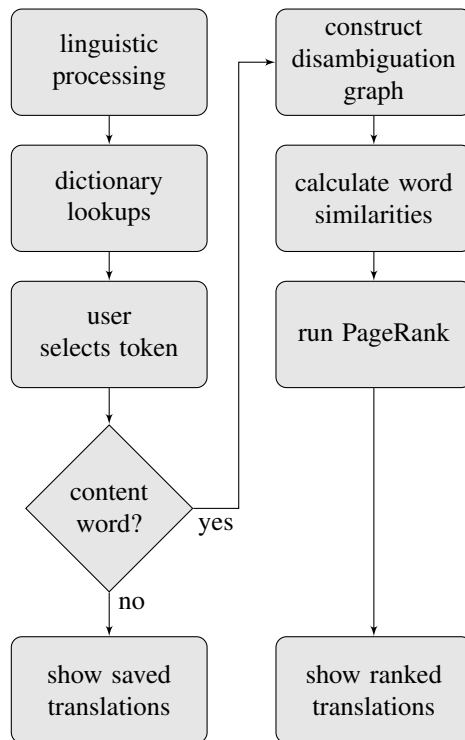 linguistic
processing
dictionary
lookups
user
selects token
content
word?
yes
no
show saved
translations
construct
disambiguation
graph
calculate word
similarities
run PageRank
show ranked
translations